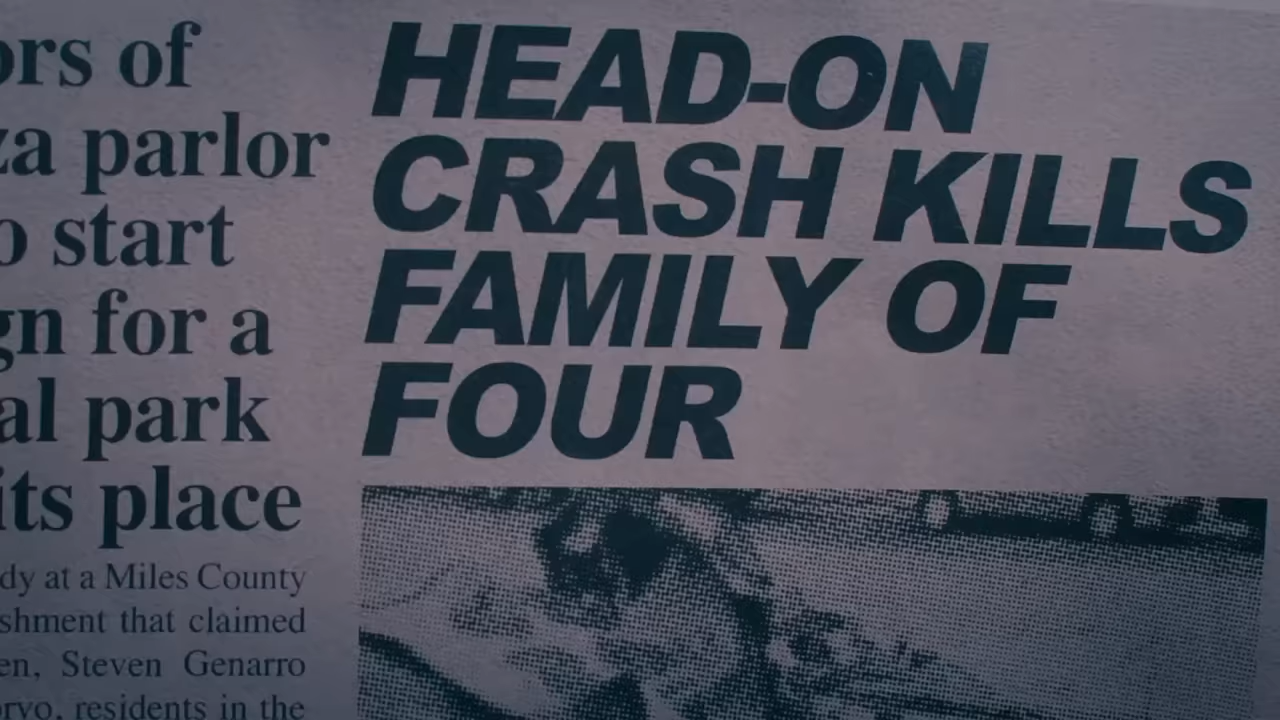 ors of
za parlor
o start
gn for a
al park
its place
dy at a Miles County
shment that claimed
en, Steven Genarro
orvo, residents in the
HEAD-ON
CRASH KILLS
FAMILY OF
FOUR